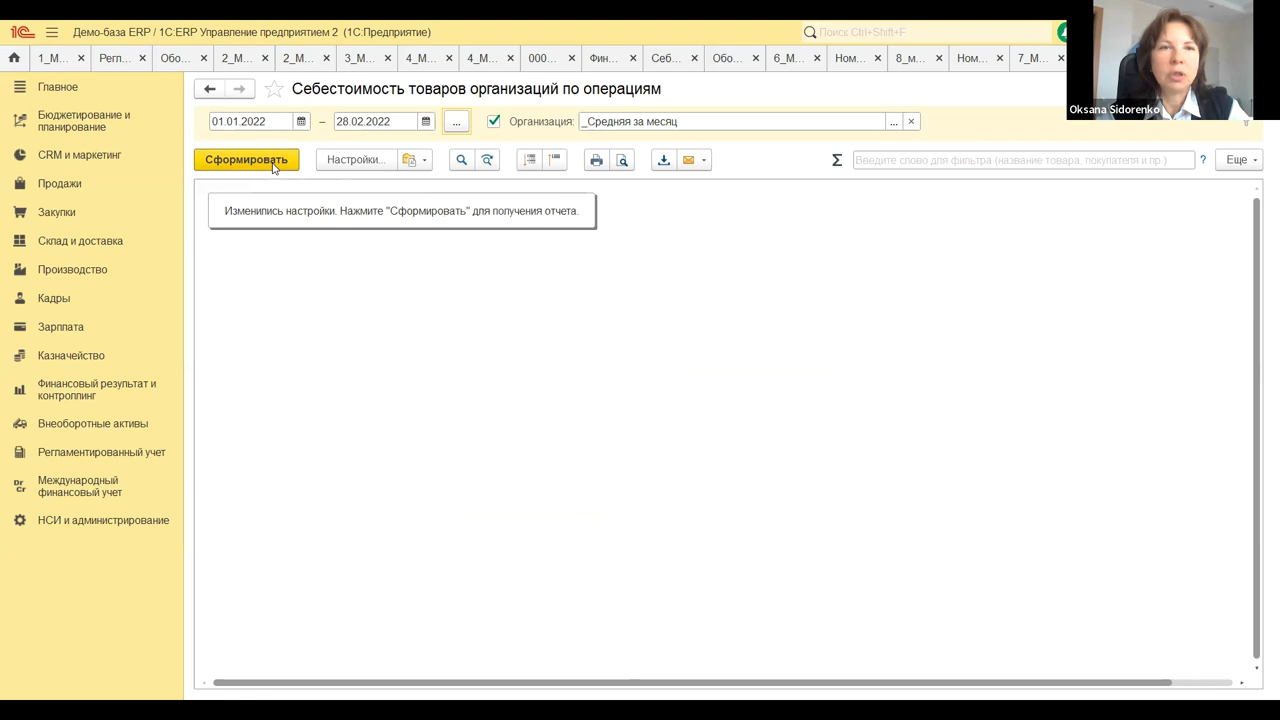 1С Демо-база ERP / 1С:ERP Управление предприятием 2 (1С:Предприятие)
Поиск Ctrl+Shift+F
1_М... × Регл... × Обо... × 2_М... × 2_М... × 3_М... × 4_М... × 4_М... × 000... × Фин... × Себ... × Обо... × 6_М... × Ном... × 8_м... × Ном... × 7_М... ×
Oksana Sidorenko
Главное
Бюджетирование и
планирование
CRM и маркетинг
Продажи
Закупки
Склад и доставка
Производство
Кадры
Зарплата
Казначейство
Финансовый результат и
контроллинг
Внеоборотные активы
Регламентированный учет
Международный
финансовый учет
НСИ и администрирование
Себестоимость товаров организаций по операциям
01.01.2022 – 28.02.2022 ... Организация: _Средняя за месяц ... ×
Сформировать Настройки... Σ Введите слово для фильтра (название товара, покупателя и пр.) ? Еще
Изменились настройки. Нажмите "Сформировать" для получения отчета.